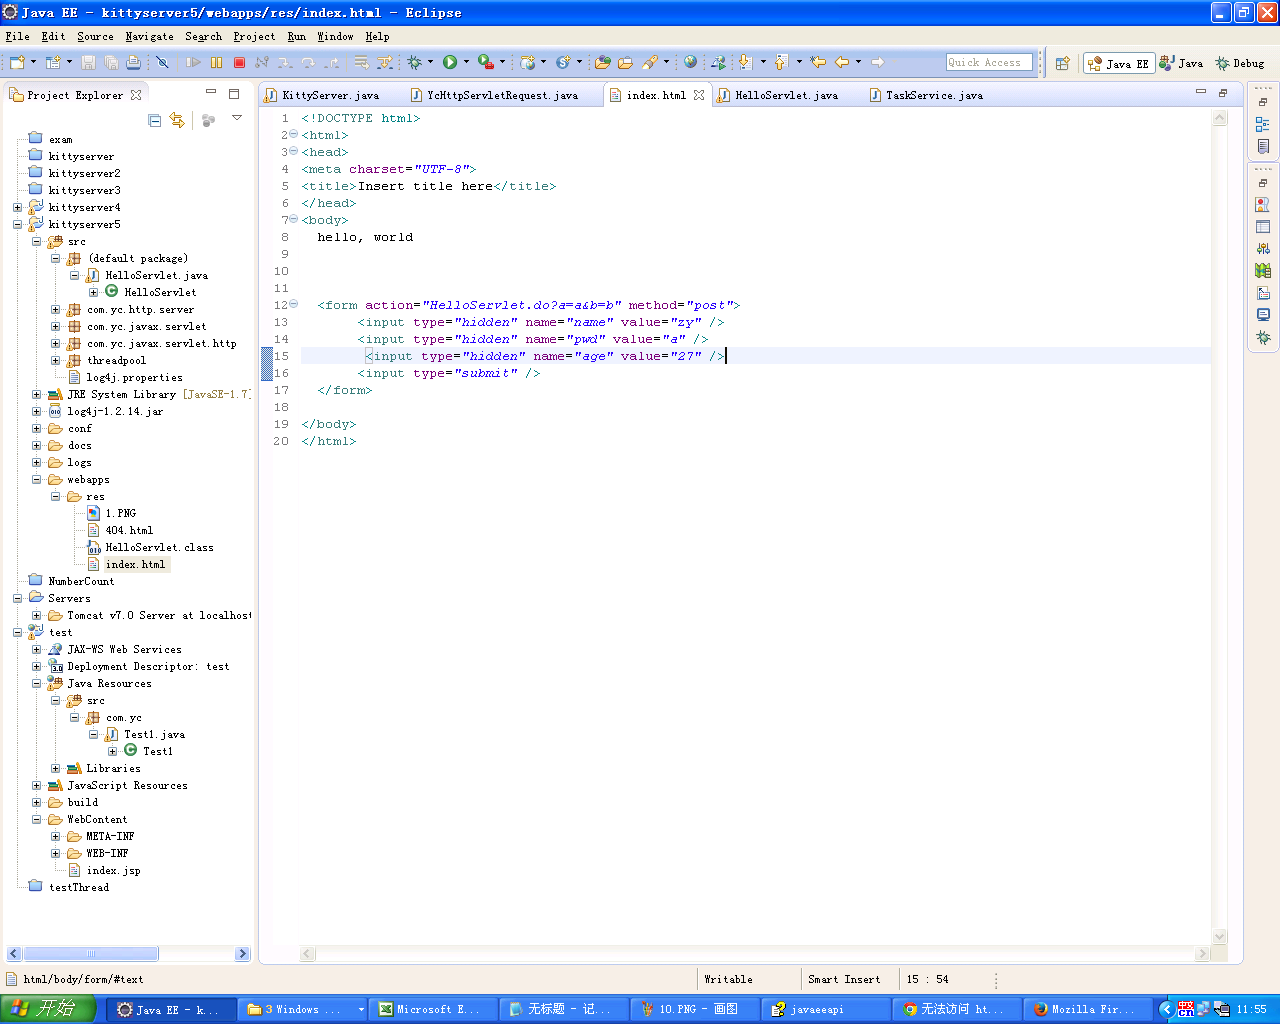 Java EE - kittyserver5/webapps/res/index.html - Eclipse
File Edit Source Navigate Search Project Run Window Help
Quick Access
Java EE
Java
Debug
Project Explorer
exam
kittyserver
kittyserver2
kittyserver3
kittyserver4
kittyserver5
src
(default package)
HelloServlet.java
HelloServlet
com.yc.http.server
com.yc.javax.servlet
com.yc.javax.servlet.http
threadpool
log4j.properties
JRE System Library [JavaSE-1.7]
log4j-1.2.14.jar
conf
docs
logs
webapps
res
1.PNG
404.html
HelloServlet.class
index.html
NumberCount
Servers
Tomcat v7.0 Server at localhost
test
JAX-WS Web Services
Deployment Descriptor: test
Java Resources
src
com.yc
Test1.java
Test1
Libraries
JavaScript Resources
build
WebContent
META-INF
WEB-INF
index.jsp
testThread
KittyServer.java
YcHttpServletRequest.java
index.html
HelloServlet.java
TaskService.java
1 <!DOCTYPE html>
2 <html>
3 <head>
4 <meta charset="UTF-8">
5 <title>Insert title here</title>
6 </head>
7 <body>
8 hello, world
9
10
11
12 <form action="HelloServlet.do?a=a&b=b" method="post">
13 <input type="hidden" name="name" value="zy" />
14 <input type="hidden" name="pwd" value="a" />
15 <input type="hidden" name="age" value="27" />
16 <input type="submit" />
17 </form>
18
19 </body>
20 </html>
html/body/form/#text
Writable
Smart Insert
15 : 54
开始
Java EE - k...
3 Windows ...
Microsoft E...
无标题 - 记...
10.PNG - 画图
javaeeapi
无法访问 ht...
Mozilla Fir...
11:55